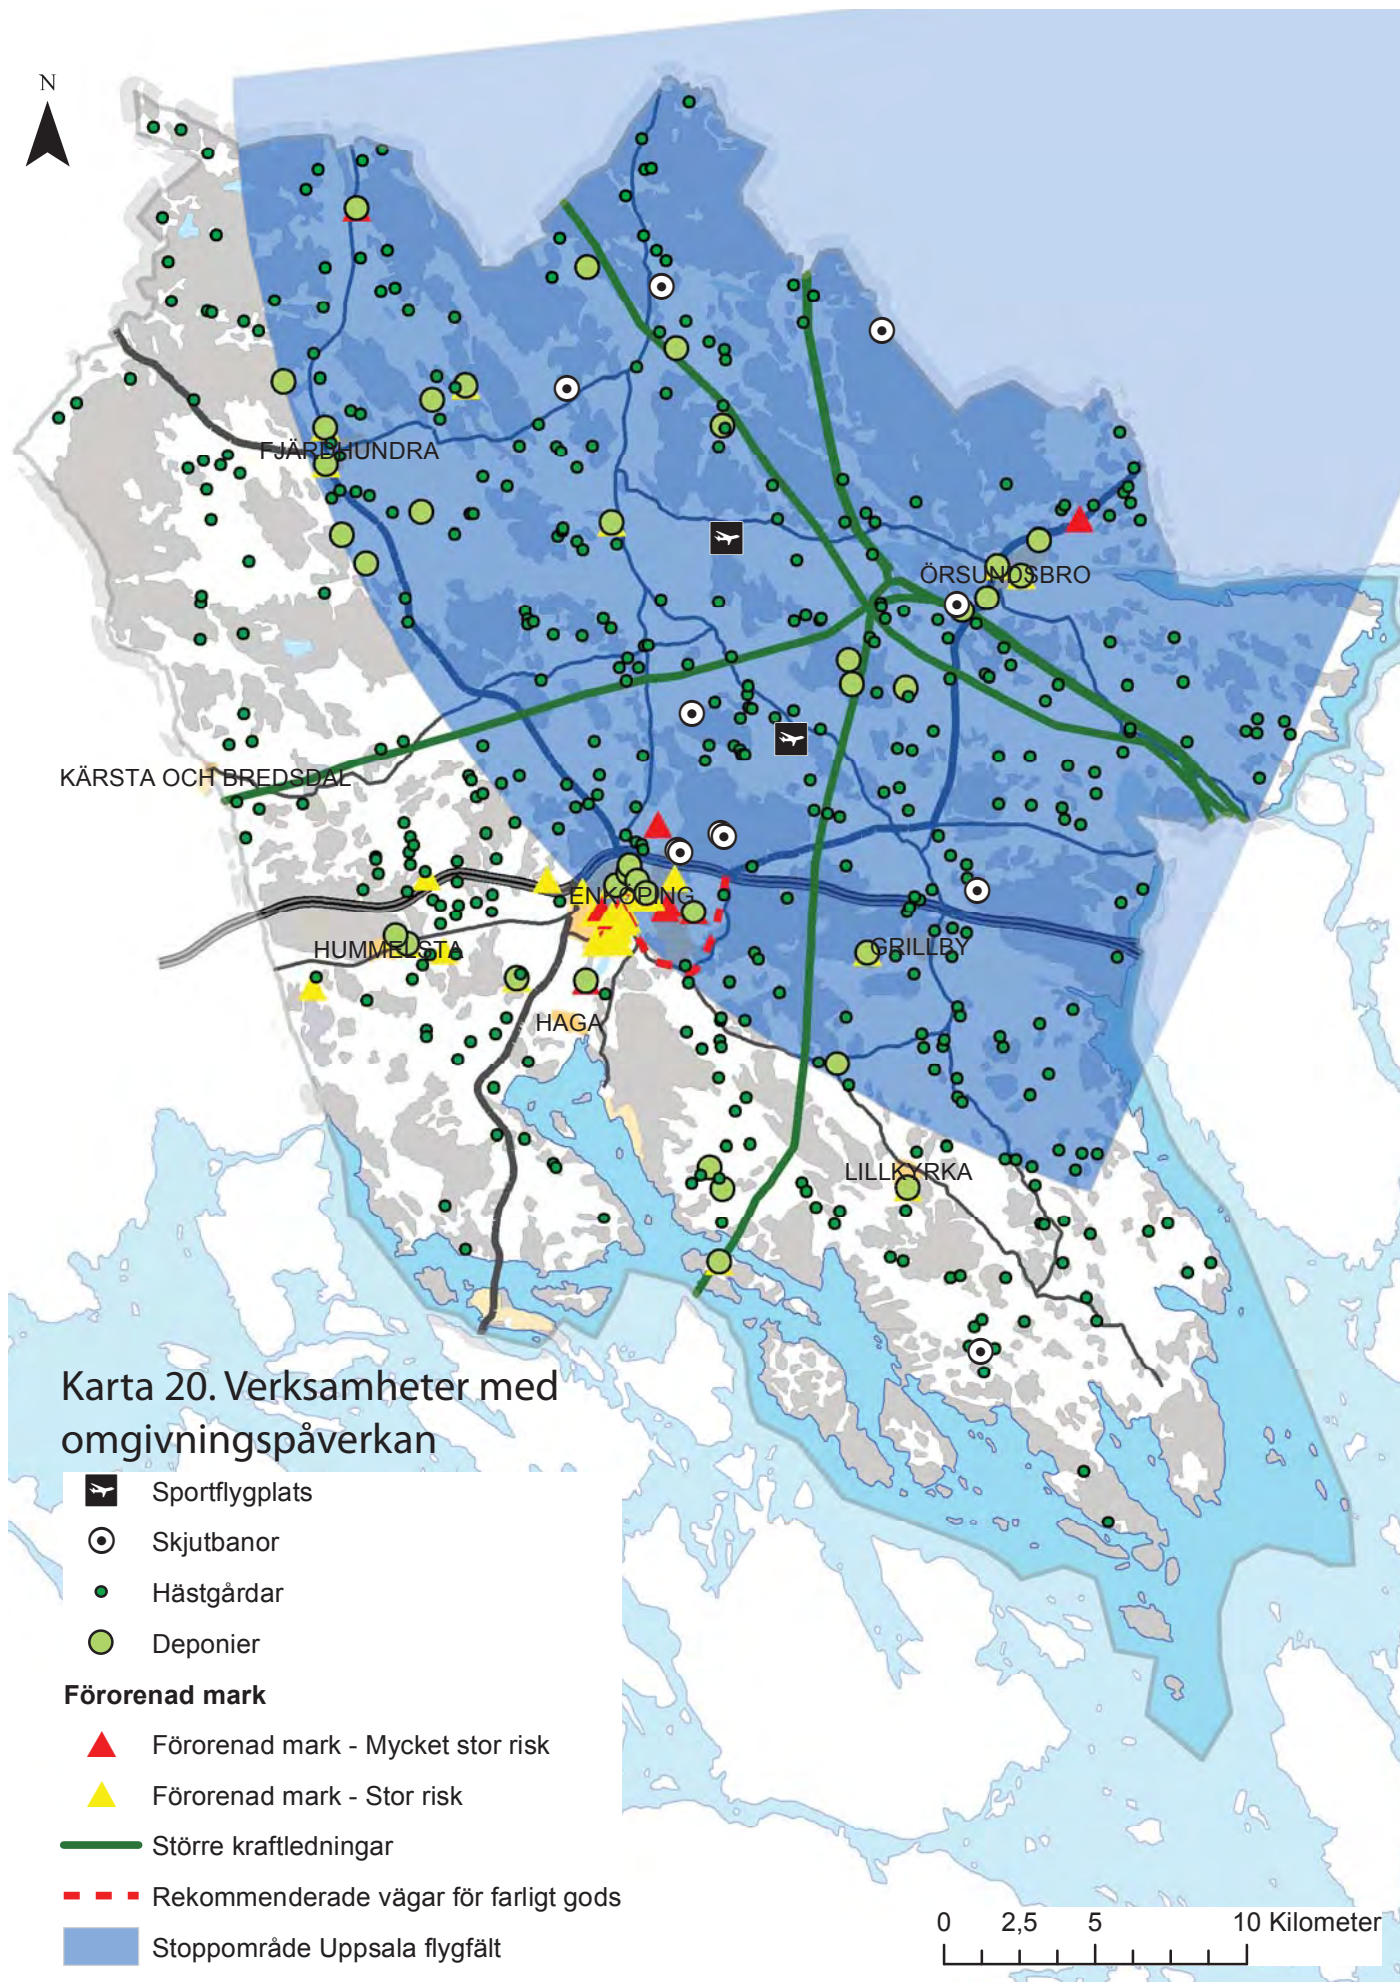 N
FJÄRDHUNDRA
ÖRSUNDSBRO
KÄRSTA OCH BREDSDAL
ENKÖPING
HUMMELSTA
GRILLBY
HAGA
LILLKYRKA
Karta 20. Verksamheter med
omgivningspåverkan
Sportflygplats
Skjutbanor
Hästgårdar
Deponier
Förorenad mark
Förorenad mark - Mycket stor risk
Förorenad mark - Stor risk
Större kraftledningar
Rekommenderade vägar för farligt gods
Stoppområde Uppsala flygfält
0 2,5 5 10 Kilometer